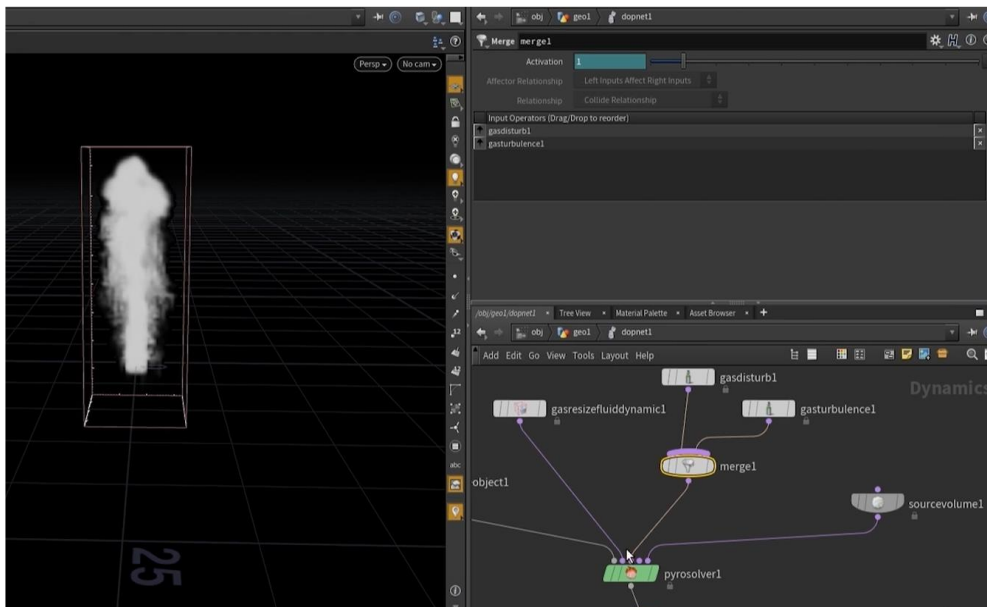 obj geo1 dopnet1
Merge merge1
Persp No cam
Activation 1
Affector Relationship Left Inputs Affect Right Inputs
Relationship Collide Relationship
Input Operators (Drag/Drop to reorder)
gasdisturb1
gasturbulence1
/obj/geo1/dopnet1 Tree View Material Palette Asset Browser
obj geo1 dopnet1
Add Edit Go View Tools Layout Help
gasdisturb1
Dynamics
gasresizefluiddynamic1
gasturbulence1
merge1
object1
sourcevolume1
pyrosolver1
25
12
abc